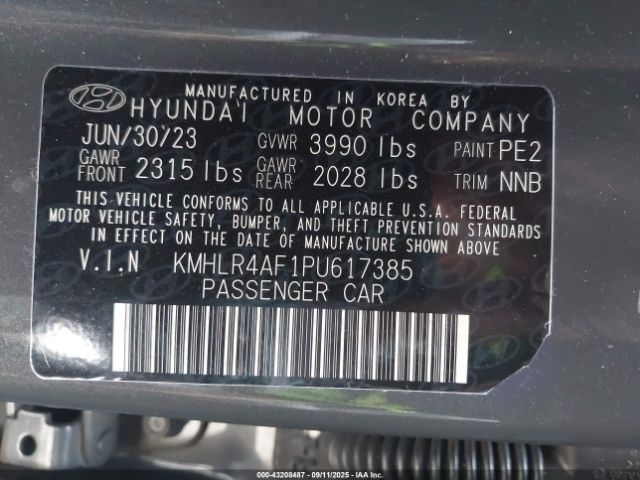 MANUFACTURED IN KOREA BY
HYUNDAI MOTOR COMPANY
JUN/30/23 GVWR 3990 lbs PAINT PE2
GAWR FRONT 2315 lbs GAWR REAR 2028 lbs TRIM NNB
THIS VEHICLE CONFORMS TO ALL APPLICABLE U.S.A. FEDERAL
MOTOR VEHICLE SAFETY, BUMPER, AND THEFT PREVENTION
STANDARDS IN EFFECT ON THE DATE OF MANUFACTURE SHOWN ABOVE
V.I.N KMHLR4AF1PU617385
PASSENGER CAR
000-43208487 - 09/11/2025 - IAA Inc.